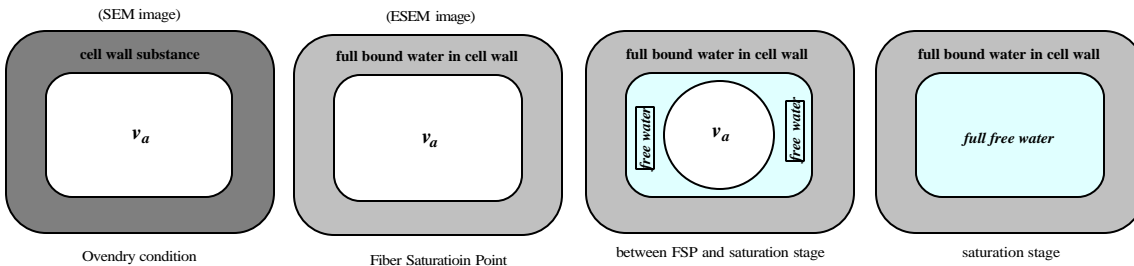 (SEM image)
(ESEM image)
cell wall substance
full bound water in cell wall
full bound water in cell wall
full bound water in cell wall
v_a
v_a
free water
v_a
free water
full free water
Ovendry condition
Fiber Saturatioin Point
between FSP and saturation stage
saturation stage